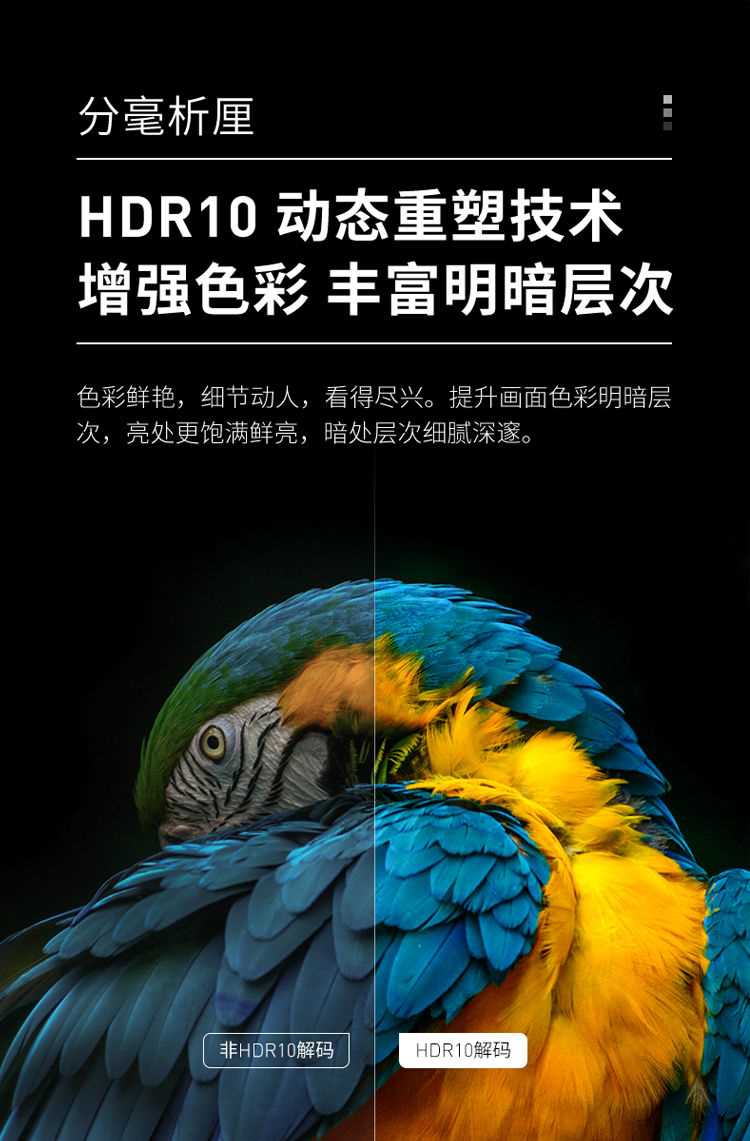 分毫析厘
HDR10 动态重塑技术
增强色彩 丰富明暗层次
色彩鲜艳，细节动人，看得尽兴。提升画面色彩明暗层
次，亮处更饱满鲜亮，暗处层次细腻深邃。
非HDR10解码 HDR10解码